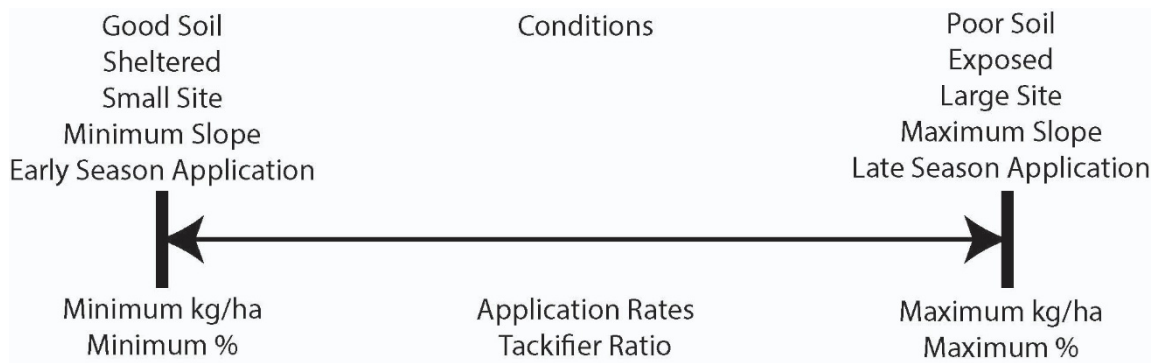 Good Soil
Sheltered
Small Site
Minimum Slope
Early Season Application
Conditions
Poor Soil
Exposed
Large Site
Maximum Slope
Late Season Application
Minimum kg/ha
Minimum %
Application Rates
Tackifier Ratio
Maximum kg/ha
Maximum %